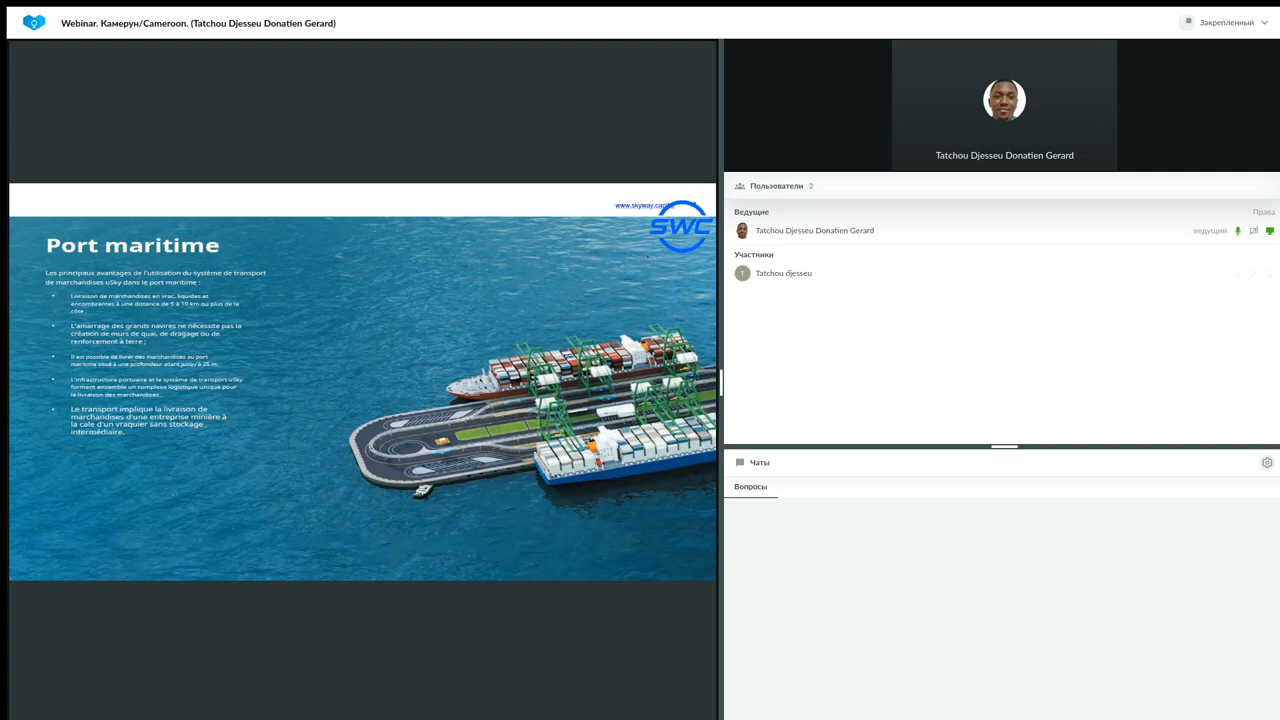 Webinar. Камерун/Cameroon. (Tatchou Djesseu Donatien Gerard)
Закрепленный
www.skyway.capital
SWC
Port maritime
Les principaux avantages de l'utilisation du système de transport
de marchandises uSky dans le port maritime :
• Livraison de marchandises en vrac, liquides et
encombrantes à une distance de 5 à 10 km ou plus de la
côte ;
• L'amarrage des grands navires ne nécessite pas la
création de murs de quai, de dragage ou de
renforcement à terre ;
• Il est possible de livrer des marchandises au port
maritime situé à une profondeur allant jusqu'à 25 m;
• L'infrastructure portuaire et le système de transport uSky
forment ensemble un complexe logistique unique pour
la livraison des marchandises ;
• Le transport implique la livraison de
marchandises d'une entreprise minière à
la cale d'un vraquier sans stockage
intermédiaire.
Tatchou Djesseu Donatien Gerard
Пользователи 2
Ведущие Права
Tatchou Djesseu Donatien Gerard ведущий
Участники
T Tatchou djesseu
Чаты
Вопросы